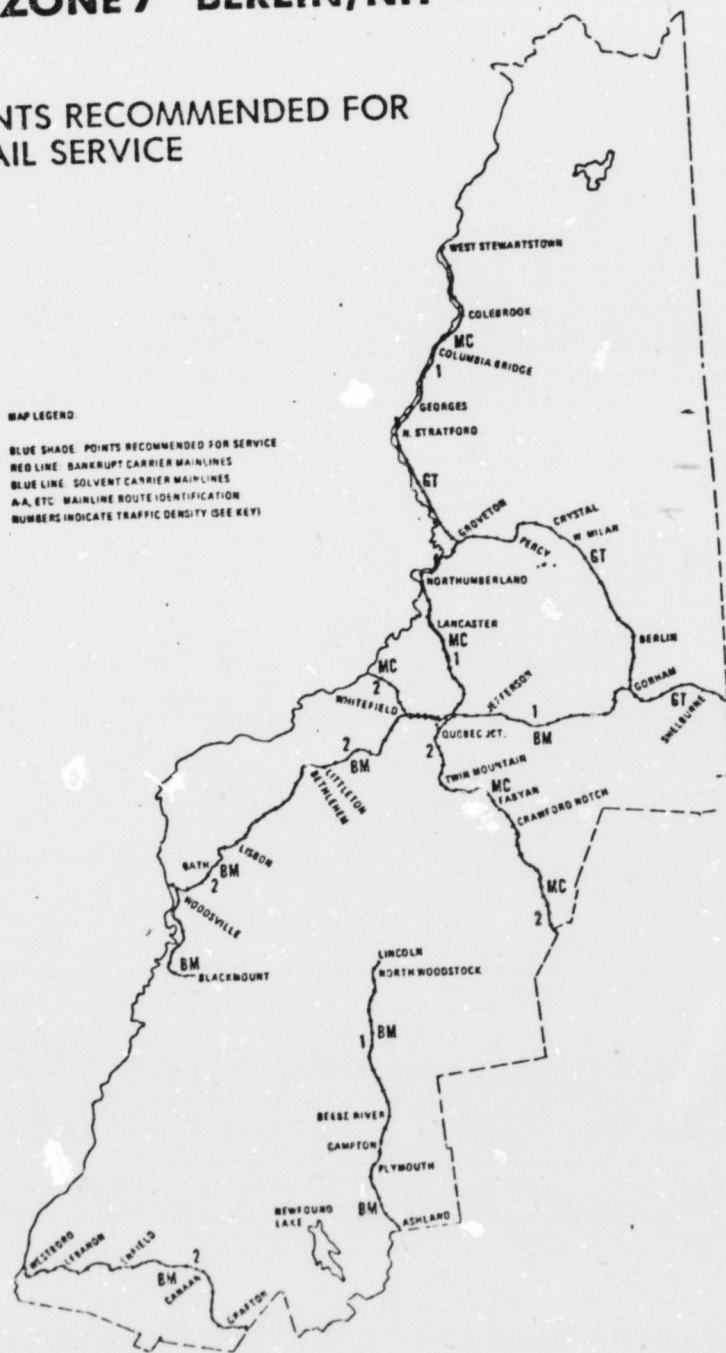 ZONE 7 BERLIN/NH
NTS RECOMMENDED FOR
AIL SERVICE
MAP LEGEND:
BLUE SHADE: POINTS RECOMMENDED FOR SERVICE
RED LINE: BANKRUPT CARRIER MAINLINES
BLUE LINE: SOLVENT CARRIER MAINLINES
A-A, ETC. MAINLINE ROUTE IDENTIFICATION
NUMBERS INDICATE TRAFFIC DENSITY (SEE KEY)
WEST STEWARTSTOWN
COLEBROOK
MC
COLUMBIA BRIDGE
1
GEORGES
N. STRATFORD
GT
GROVETON
CRYSTAL
PERCY
W. MILAN
GT
NORTHUMBERLAND
LANCASTER
BERLIN
MC
1
MC
2
GORHAM
GT
SHELBURNE
WHITEFIELD
JEFFERSON
1
BM
QUEBEC JCT.
2
2
BM
TWIN MOUNTAIN
MC
FABYAN
CRAWFORD NOTCH
LITTLETON
BETHLEHEM
LISBON
BATH
BM
2
MC
2
WOODSVILLE
BM
BLACKMOUNT
LINCOLN
NORTH WOODSTOCK
1
BM
BEEBE RIVER
CAMPTON
PLYMOUTH
BM
ASHLAND
NEWFOUND
LAKE
WESTBORO
LEBANON
ENFIELD
2
BM
CANAAN
GRAFTON